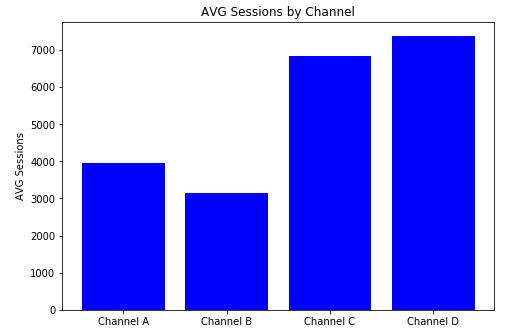 AVG Sessions by Channel
AVG Sessions
7000
6000
5000
4000
3000
2000
1000
0
Channel A
Channel B
Channel C
Channel D